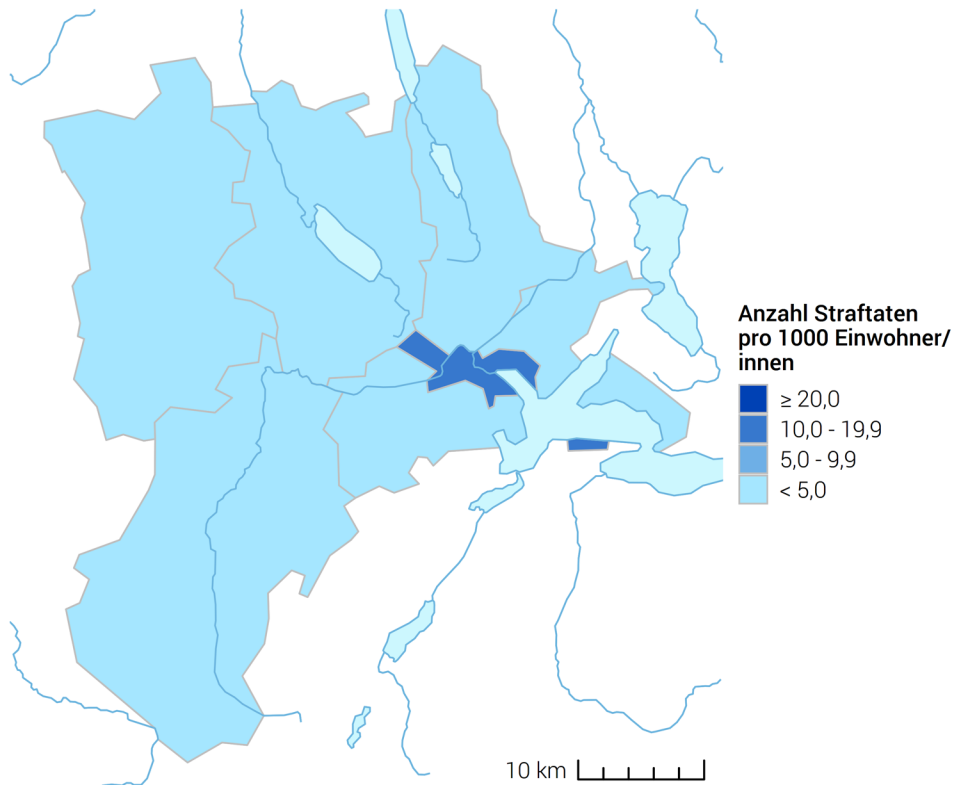 Anzahl Straftaten
pro 1000 Einwohner/
innen
≥ 20,0
10,0 - 19,9
5,0 - 9,9
< 5,0
10 km